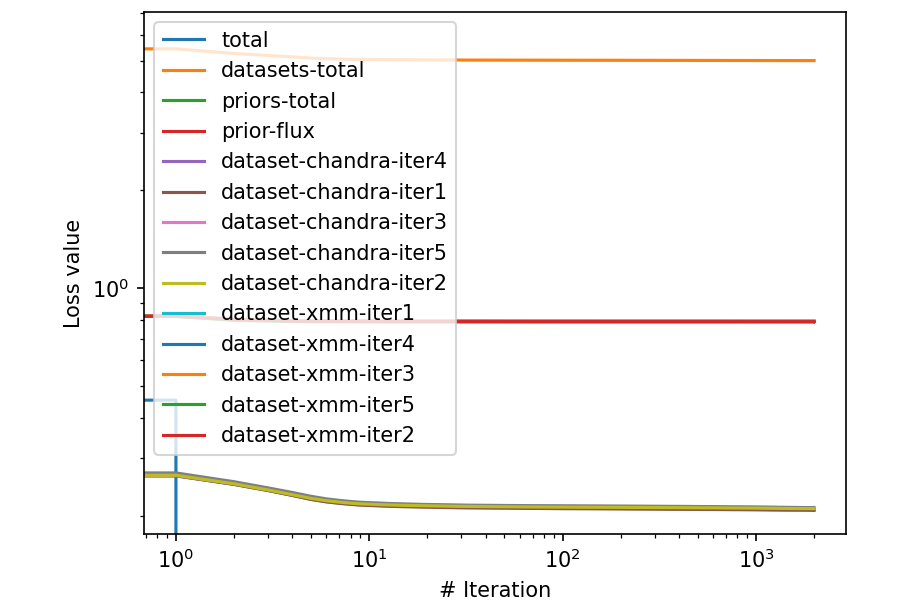 total
datasets-total
priors-total
prior-flux
dataset-chandra-iter4
dataset-chandra-iter1
dataset-chandra-iter3
dataset-chandra-iter5
dataset-chandra-iter2
dataset-xmm-iter1
dataset-xmm-iter4
dataset-xmm-iter3
dataset-xmm-iter5
dataset-xmm-iter2
Loss value
10⁰
10⁰ 10¹ 10² 10³
# Iteration